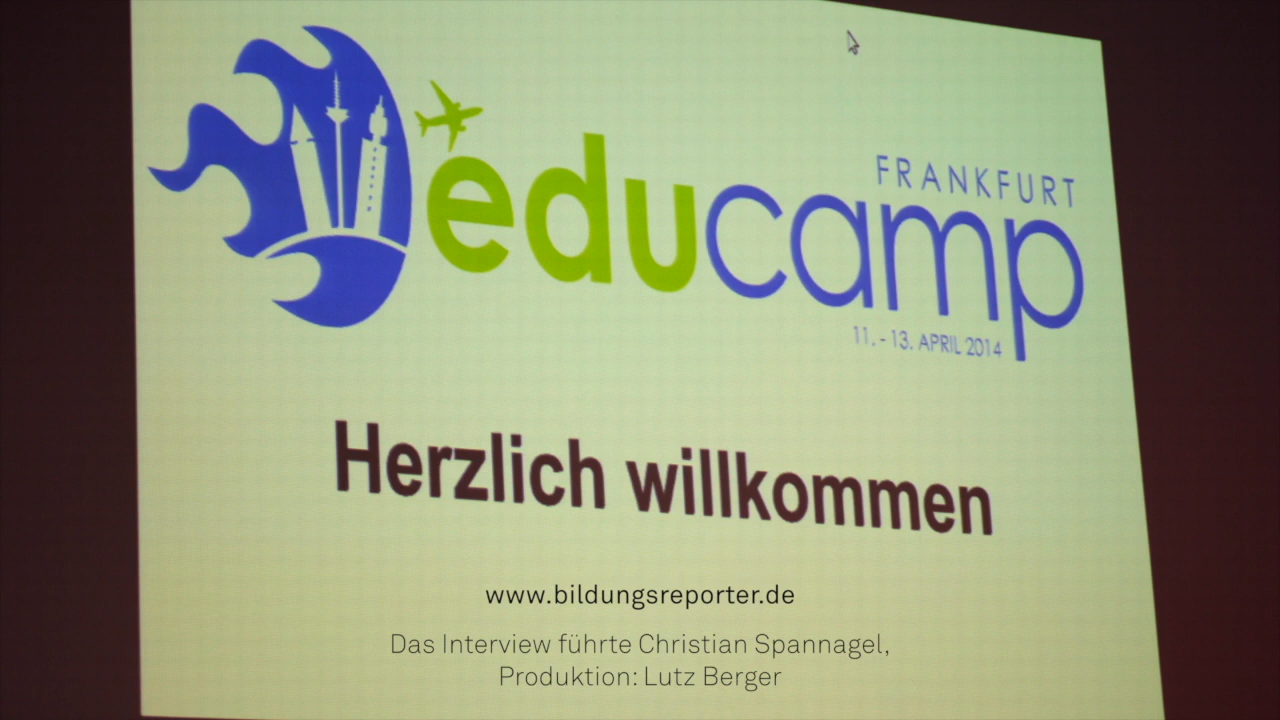 FRANKFURT
educamp
11. - 13. APRIL 2014
Herzlich willkommen
www.bildungsreporter.de
Das Interview führte Christian Spannagel,
Produktion: Lutz Berger